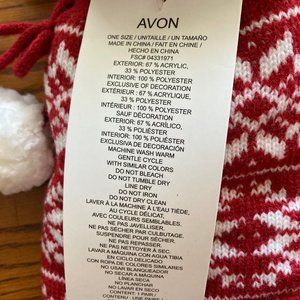 AVON
ONE SIZE / UNITAILLE / UN TAMAÑO
MADE IN CHINA / FAIT EN CHINE /
HECHO EN CHINA
FSC# 04331971
EXTERIOR: 67 % ACRYLIC,
33 % POLYESTER
INTERIOR: 100% POLYESTER
EXCLUSIVE OF DECORATION
EXTÉRIEUR : 67 % ACRYLIQUE,
33 % POLYESTER
INTÉRIEUR : 100% POLYESTER
SAUF DÉCORATION
EXTERIOR: 67 % ACRÍLICO,
33 % POLIÉSTER
INTERIOR: 100% POLIÉSTER
EXCLUSIVA DE DECORACIÓN
MACHINE WASH WARM
GENTLE CYCLE
WITH SIMILAR COLORS
DO NOT BLEACH
DO NOT TUMBLE DRY
LINE DRY
DO NOT IRON
DO NOT DRY CLEAN
LAVER À LA MACHINE À L'EAU TIÈDE,
AU CYCLE DÉLICAT,
AVEC COULEURS SEMBLABLES.
NE PAS JAVELLISER.
NE PAS SÉCHER PAR CULBUTAGE.
SUSPENDRE POUR SÉCHER.
NE PAS REPASSER.
NE PAS NETTOYER À SEC
LAVAR A MÁQUINA CON AGUA TIBIA
EN CICLO DELICADO
CON ROPA DE COLORES SIMILARES
NO USAR BLANQUEADOR
NO SECAR A MÁQUINA
SECAR EN TENDEDERO
NO PLANCHAR
NO LAVAR EN SECO
CONTENT: 1 PAIR /